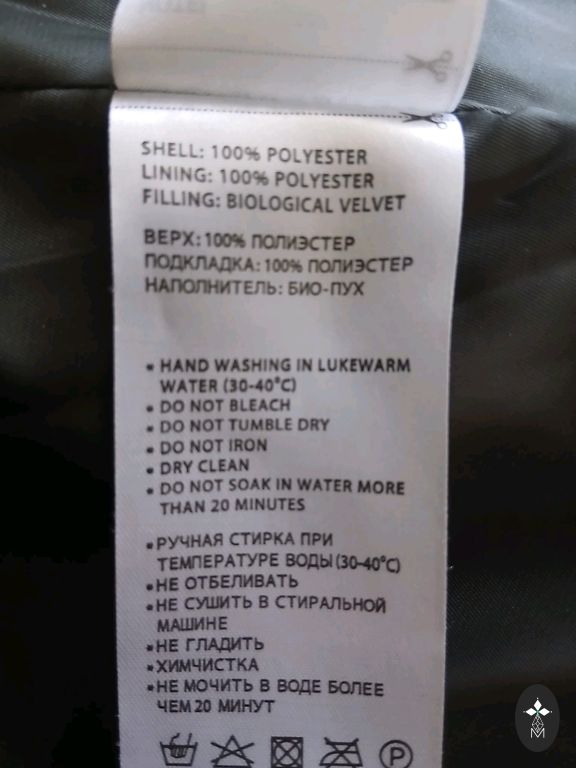 SHELL: 100% POLYESTER
LINING: 100% POLYESTER
FILLING: BIOLOGICAL VELVET
ВЕРХ: 100% ПОЛИЭСТЕР
ПОДКЛАДКА: 100% ПОЛИЭСТЕР
НАПОЛНИТЕЛЬ: БИО-ПУХ
• HAND WASHING IN LUKEWARM
WATER (30-40°C)
• DO NOT BLEACH
• DO NOT TUMBLE DRY
• DO NOT IRON
• DRY CLEAN
• DO NOT SOAK IN WATER MORE
THAN 20 MINUTES
• РУЧНАЯ СТИРКА ПРИ
ТЕМПЕРАТУРЕ ВОДЫ (30-40°C)
• НЕ ОТБЕЛИВАТЬ
• НЕ СУШИТЬ В СТИРАЛЬНОЙ
МАШИНЕ
• НЕ ГЛАДИТЬ
• ХИМЧИСТКА
• НЕ МОЧИТЬ В ВОДЕ БОЛЕЕ
ЧЕМ 20 МИНУТ
P
M